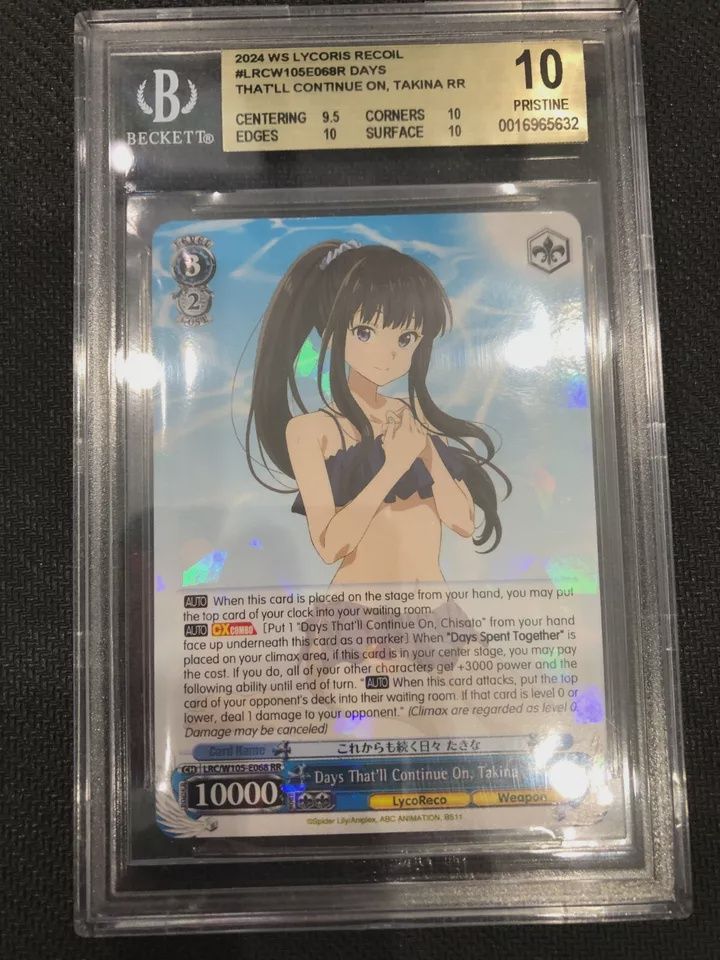 B
BECKETT®
2024 WS LYCORIS RECOIL
#LRCW105E068R DAYS
THAT'LL CONTINUE ON, TAKINA RR
CENTERING 9.5 CORNERS 10
EDGES 10 SURFACE 10
10
PRISTINE
0016965632
LEVEL
3
2
COST
AUTO When this card is placed on the stage from your hand, you may put
the top card of your clock into your waiting room.
AUTO CXCOMBO [Put 1 "Days That'll Continue On, Chisato" from your hand
face up underneath this card as a marker] When "Days Spent Together" is
placed on your climax area, if this card is in your center stage, you may pay
the cost. If you do, all of your other characters get +3000 power and the
following ability until end of turn. "AUTO When this card attacks, put the top
card of your opponent's deck into their waiting room. If that card is level 0 or
lower, deal 1 damage to your opponent." (Climax are regarded as level 0.
Damage may be canceled)
Card Name
これからも続く日々 たきな
CH LRC/W105-E068 RR
Days That'll Continue On, Takina
10000
LycoReco Weapon
©Spider Lily/Aniplex, ABC ANIMATION, BS11